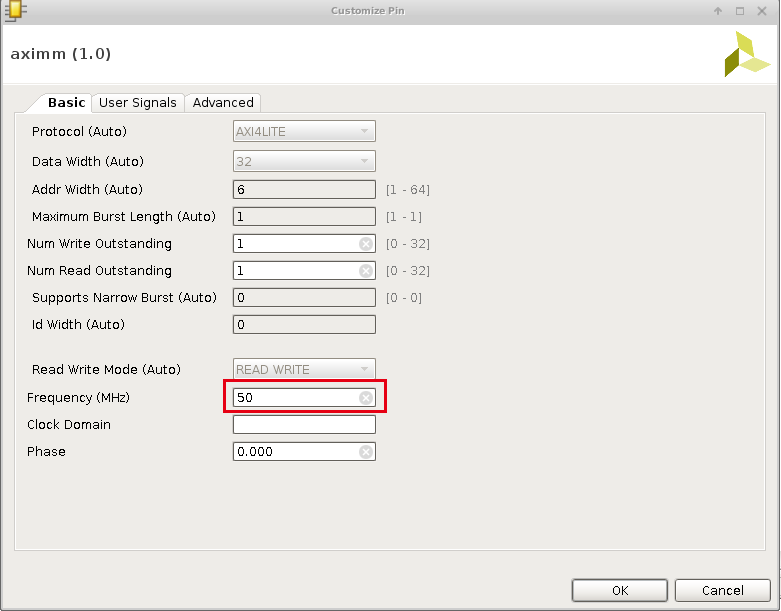 Customize Pin
aximm (1.0)
Basic User Signals Advanced
Protocol (Auto) AXI4LITE
Data Width (Auto) 32
Addr Width (Auto) 6 [1 - 64]
Maximum Burst Length (Auto) 1 [1 - 1]
Num Write Outstanding 1 [0 - 32]
Num Read Outstanding 1 [0 - 32]
Supports Narrow Burst (Auto) 0 [0 - 0]
Id Width (Auto) 0
Read Write Mode (Auto) READ WRITE
Frequency (MHz) 50
Clock Domain
Phase 0.000
OK Cancel